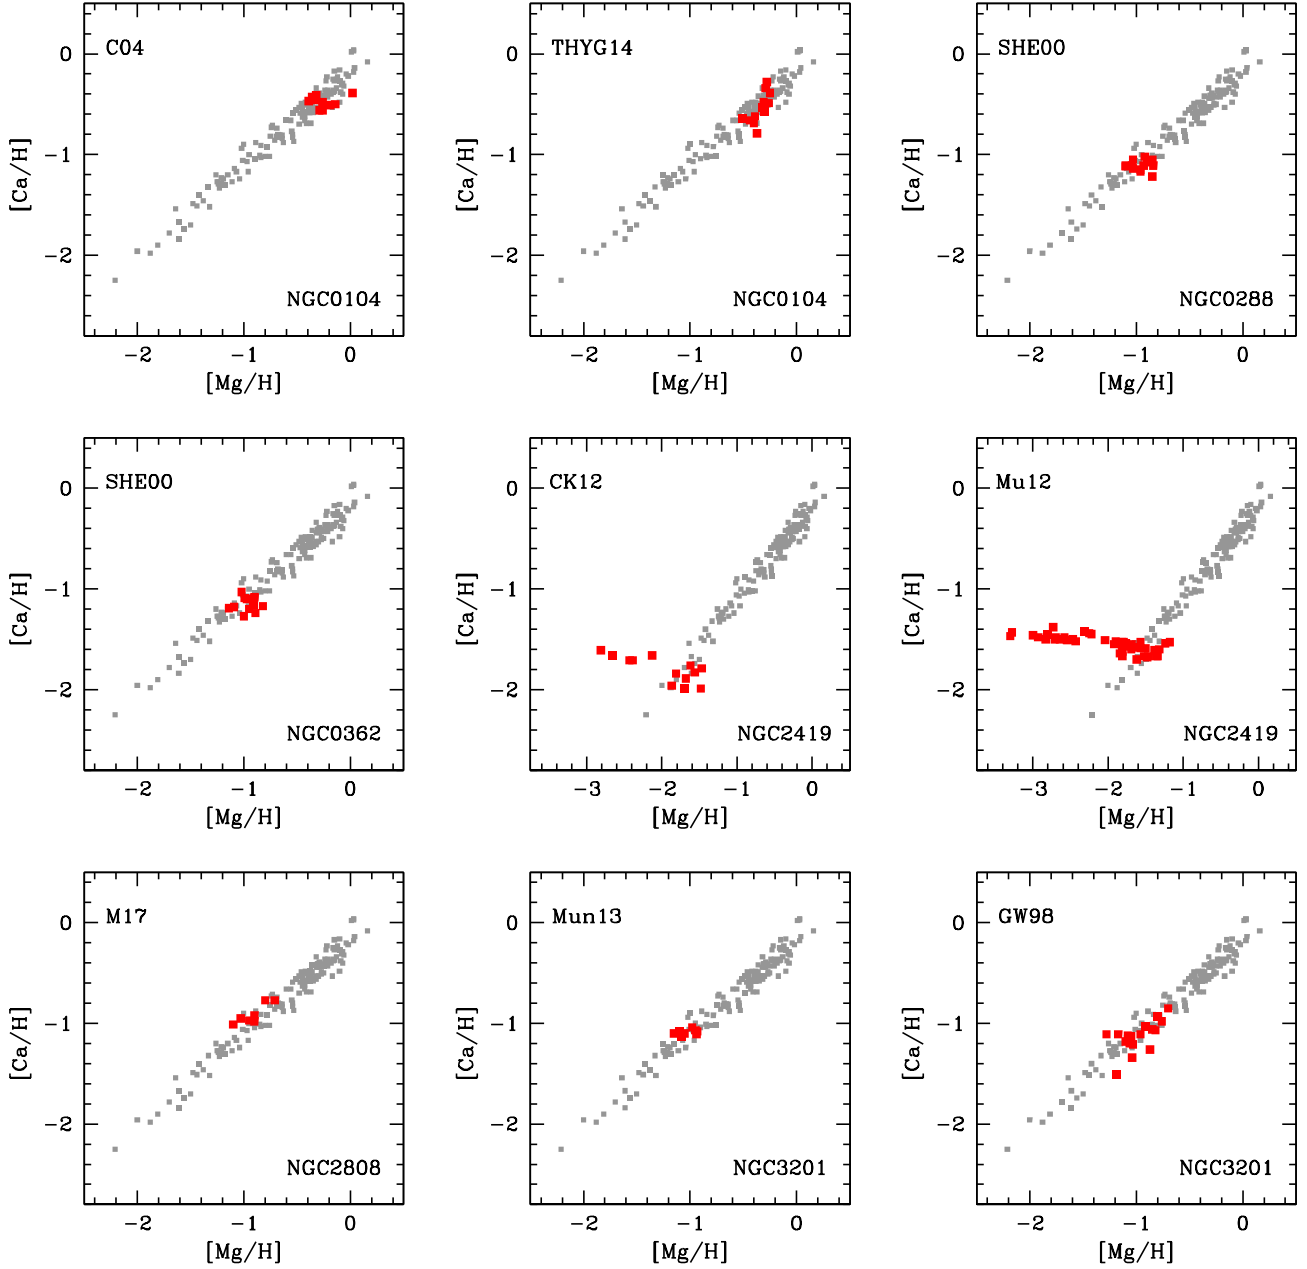 C04
0
−1
−2
[Ca/H]
NGC0104
−2 −1 0
[Mg/H]
THYG14
0
−1
−2
[Ca/H]
NGC0104
−2 −1 0
[Mg/H]
SHE00
0
−1
−2
[Ca/H]
NGC0288
−2 −1 0
[Mg/H]
SHE00
0
−1
−2
[Ca/H]
NGC0362
−2 −1 0
[Mg/H]
CK12
0
−1
−2
[Ca/H]
NGC2419
−3 −2 −1 0
[Mg/H]
Mu12
0
−1
−2
[Ca/H]
NGC2419
−3 −2 −1 0
[Mg/H]
M17
0
−1
−2
[Ca/H]
NGC2808
−2 −1 0
[Mg/H]
Mun13
0
−1
−2
[Ca/H]
NGC3201
−2 −1 0
[Mg/H]
GW98
0
−1
−2
[Ca/H]
NGC3201
−2 −1 0
[Mg/H]